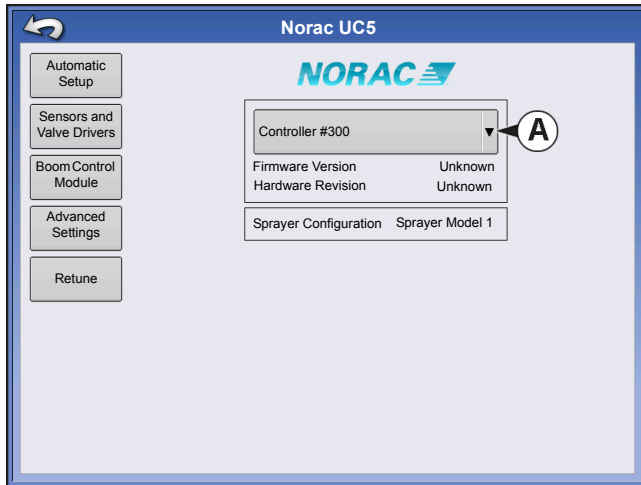 Norac UC5
Automatic
Setup
Sensors and
Valve Drivers
Boom Control
Module
Advanced
Settings
Retune
NORAC
Controller #300
A
Firmware Version Unknown
Hardware Revision Unknown
Sprayer Configuration Sprayer Model 1